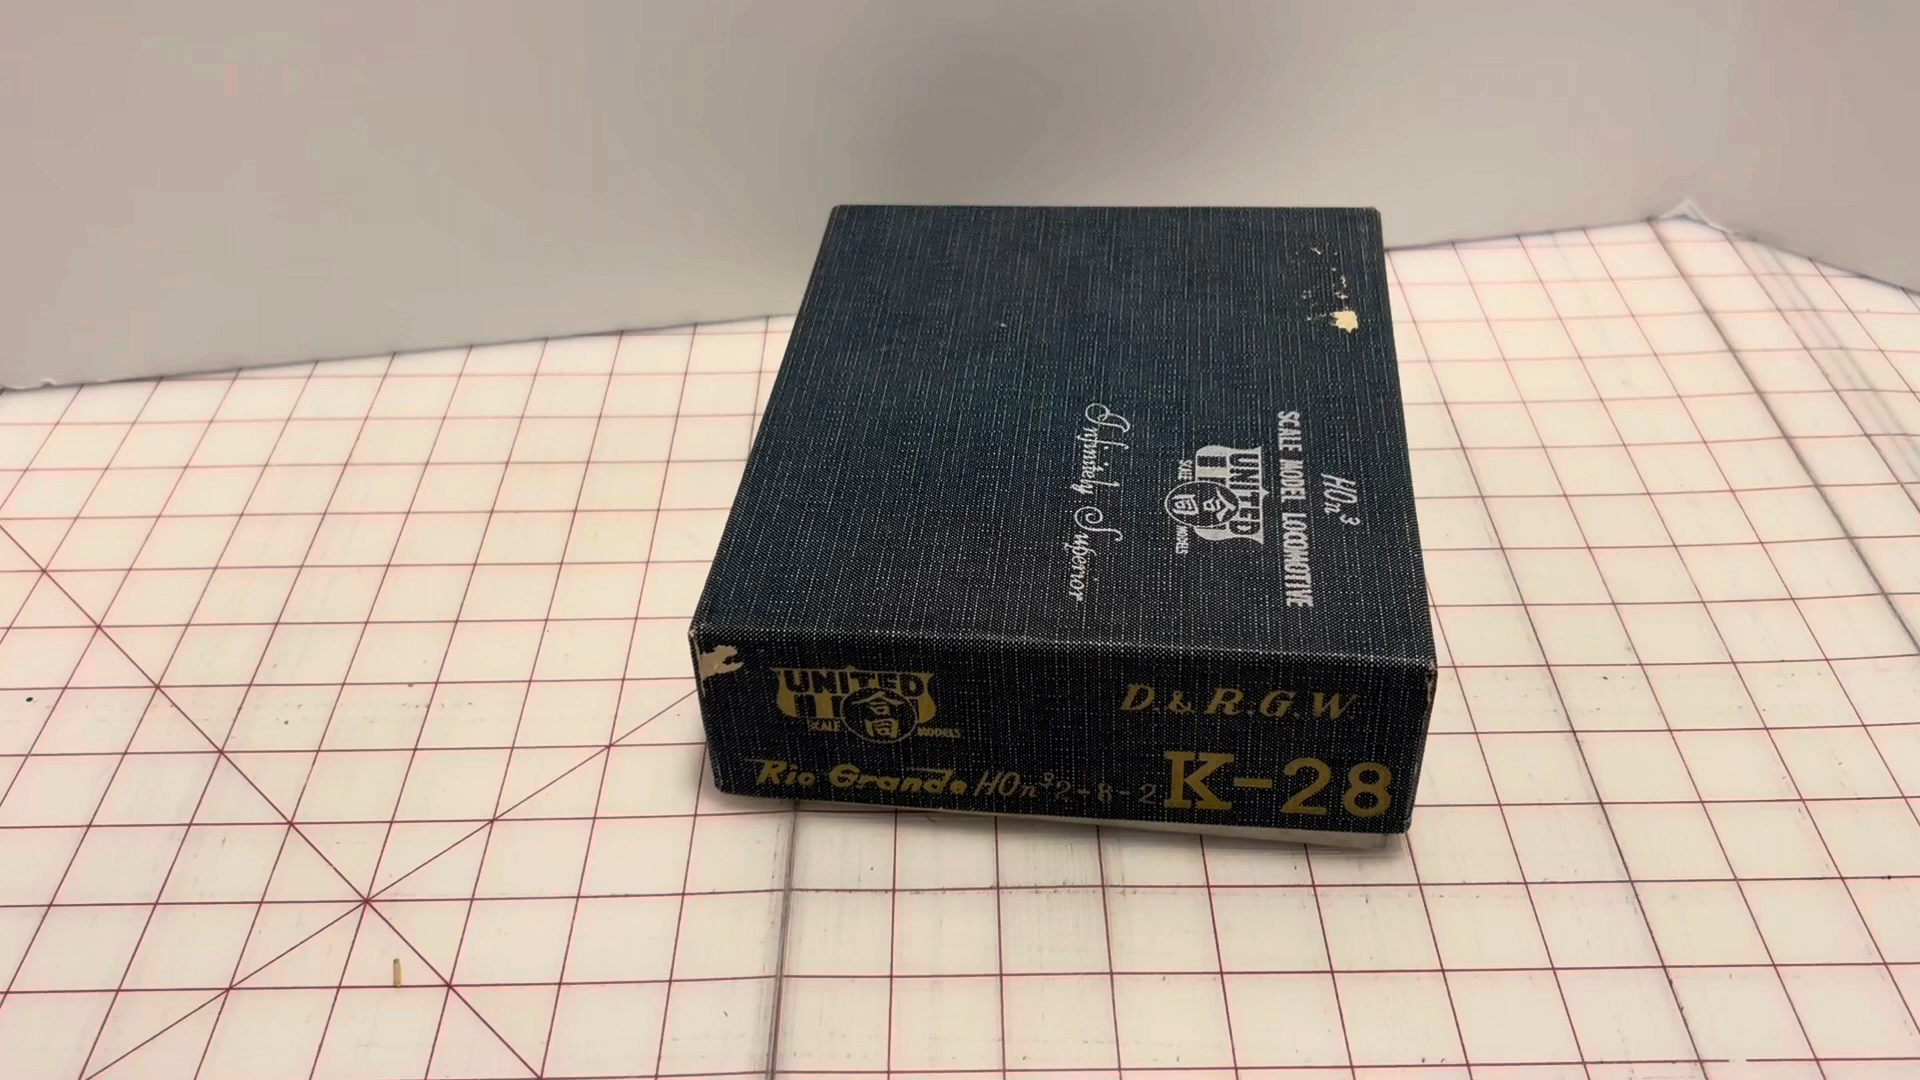 HOn³
SCALE MODEL LOCOMOTIVE
UNITED
合同
SCALE MODELS
Infinitely Superior
UNITED
合同
SCALE MODELS
D.&R.G.W.
Rio Grande HOn³ 2-8-2 K-28